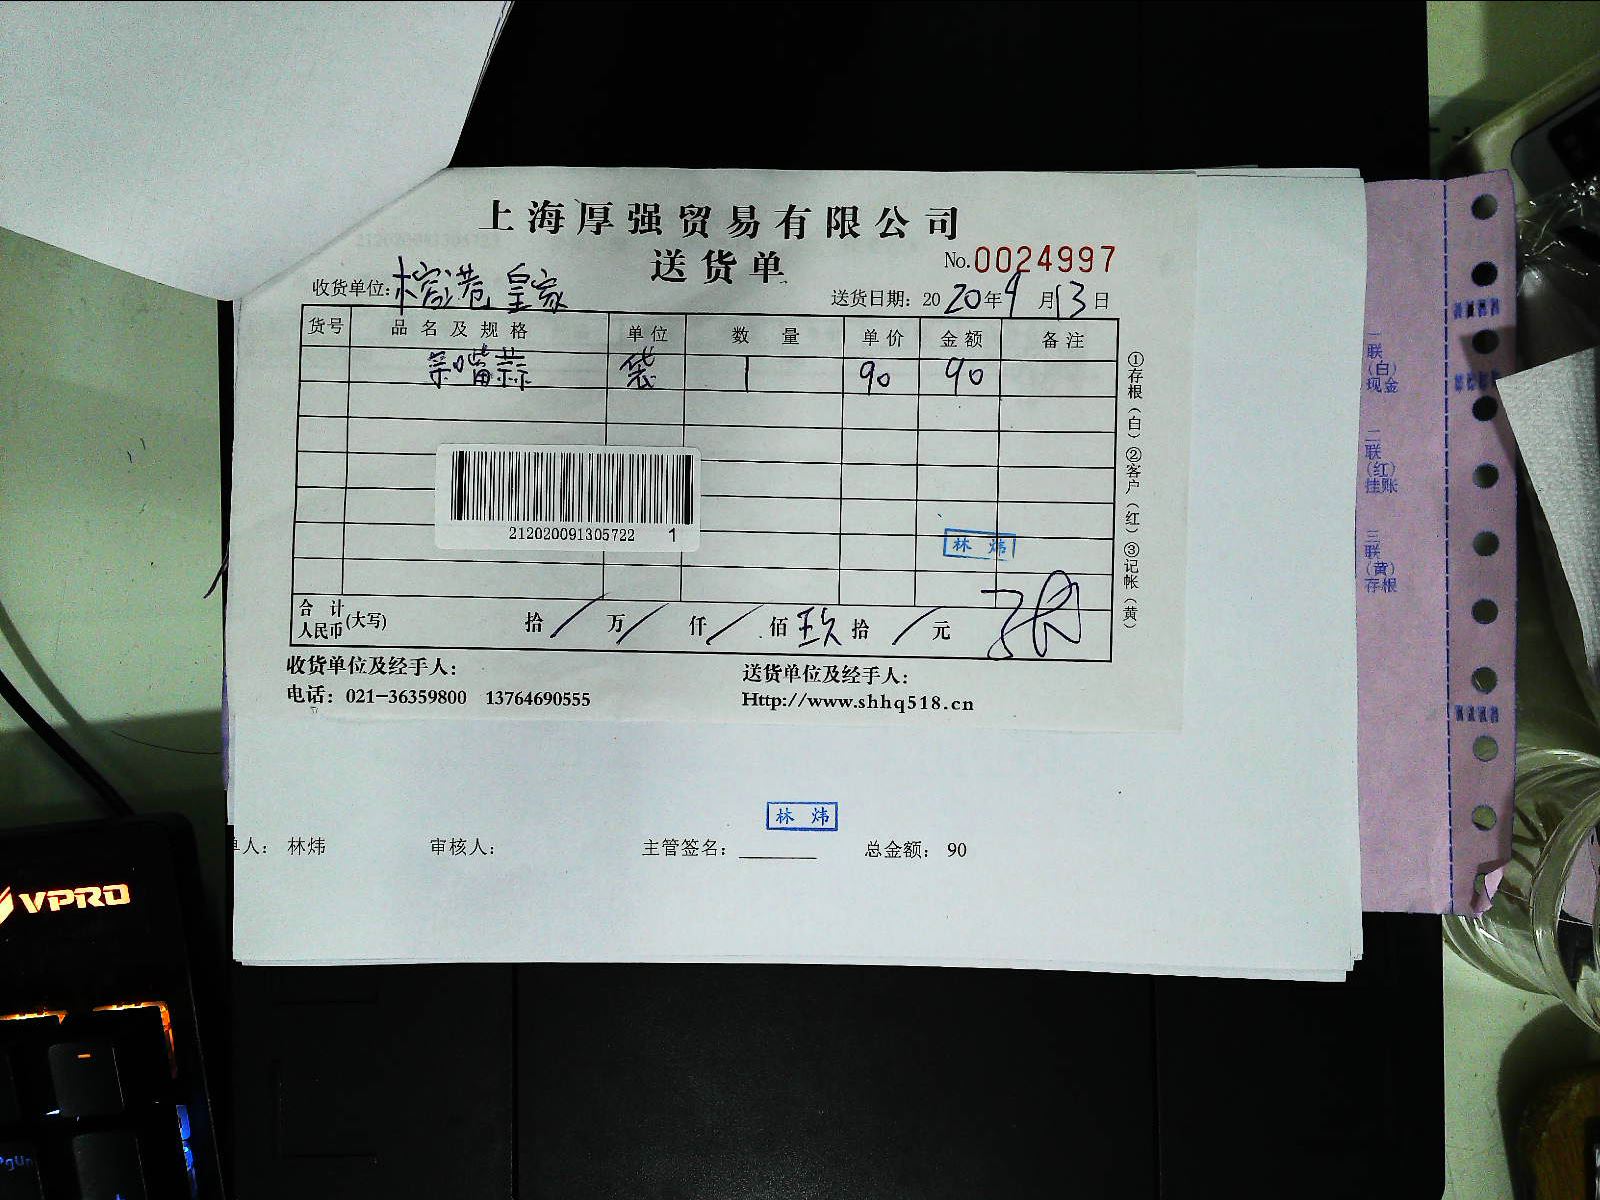 上海厚强贸易有限公司
送货单
No.0024997
收货单位: 榕港 皇家
送货日期: 2020年9月13日
货号 品名及规格 单位 数量 单价 金额 备注
嘴蒜 袋 1 90 90
212020091305722 1
林炜
合计人民币(大写) 拾/万/仟/佰玖拾/元
收货单位及经手人:
送货单位及经手人:
电话: 021-36359800 13764690555
Http://www.shhq518.cn
①存根(白)②客户(红)③记帐(黄)
林炜
单人: 林炜 审核人: 主管签名: ________ 总金额: 90
一联(白)现金
二联(红)挂账
三联(黄)存根
VPRO
PgUp